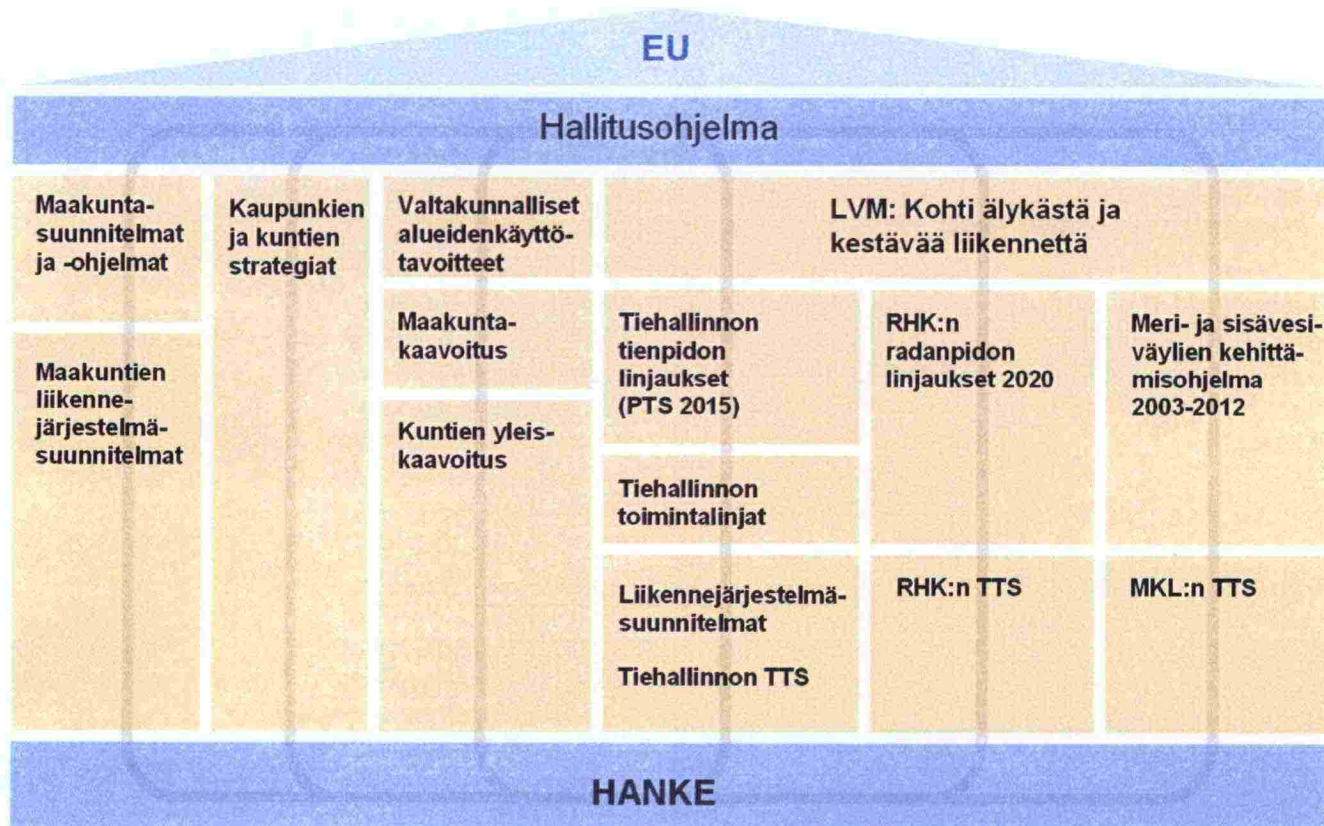 EU
Hallitusohjelma
Maakunta-
suunnitelmat
ja -ohjelmat
Maakuntien
liikenne-
järjestelmä-
suunnitelmat
Kaupunkien
ja kuntien
strategiat
Valtakunnalliset
alueidenkäyttö-
tavoitteet
Maakunta-
kaavoitus
Kuntien yleis-
kaavoitus
LVM: Kohti älykästä ja
kestävää liikennettä
Tiehallinnon
tienpidon
linjaukset
(PTS 2015)
Tiehallinnon
toimintalinjat
Liikennejärjestelmä-
suunnitelmat
Tiehallinnon TTS
RHK:n
radanpidon
linjaukset 2020
RHK:n TTS
Meri- ja sisävesi-
väylien kehittä-
misohjelma
2003-2012
MKL:n TTS
HANKE